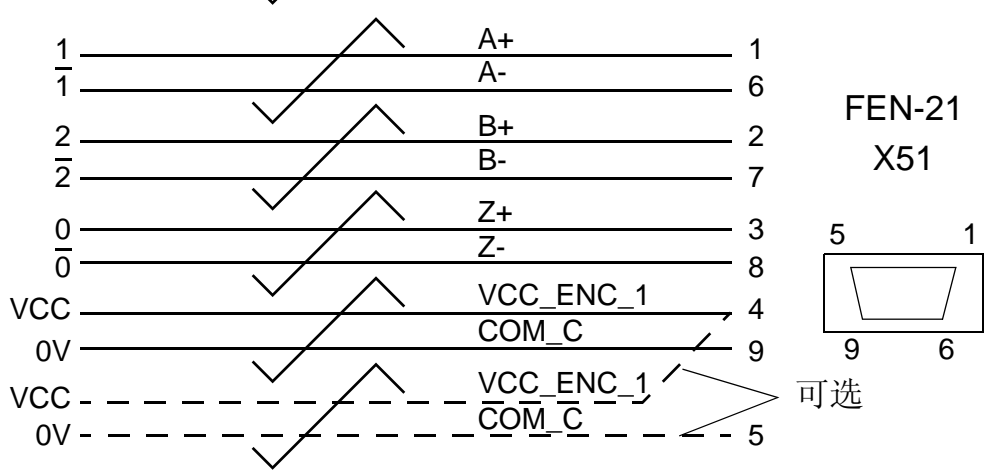 1 A+ 1
1̅ A- 6
2 B+ 2
2̅ B- 7
0 Z+ 3
0̅ Z- 8
VCC VCC_ENC_1 4
0V COM_C 9
VCC VCC_ENC_1
0V COM_C 5
可选
FEN-21
X51
5 1
9 6